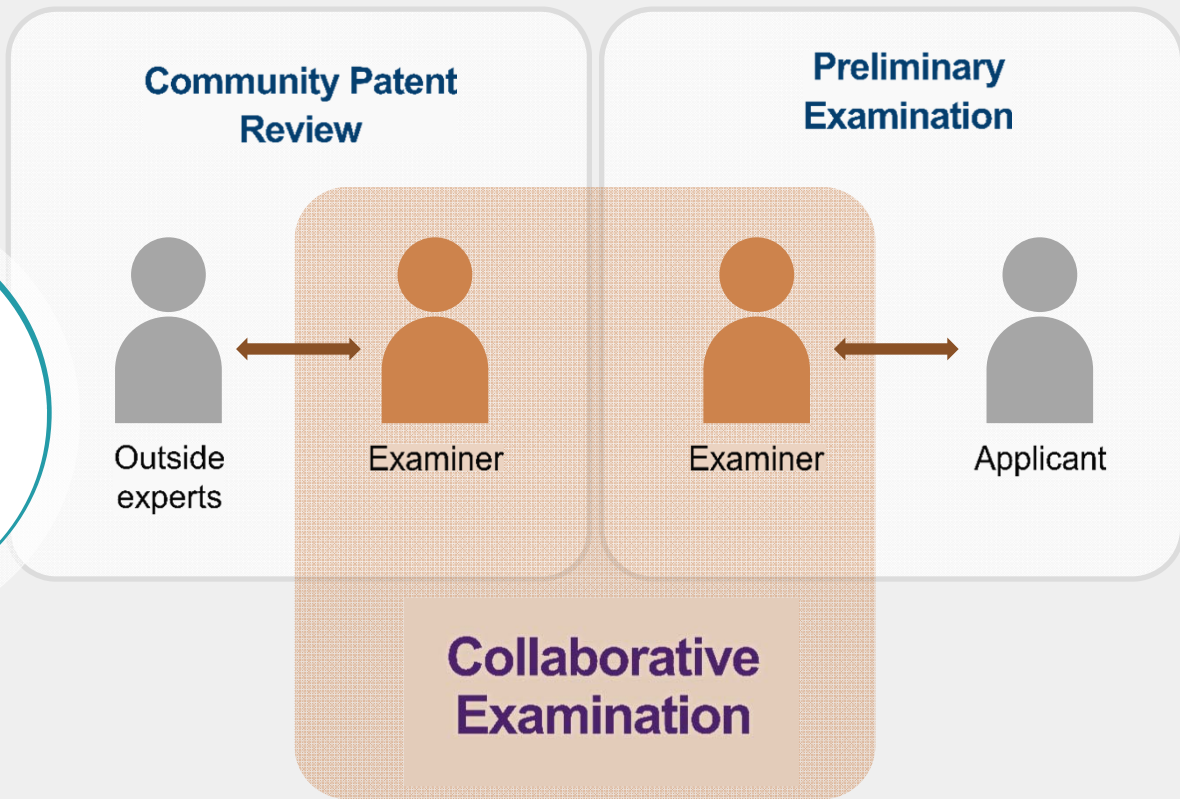 Community Patent
Review
Preliminary
Examination
Outside
experts
Examiner
Examiner
Applicant
Collaborative
Examination